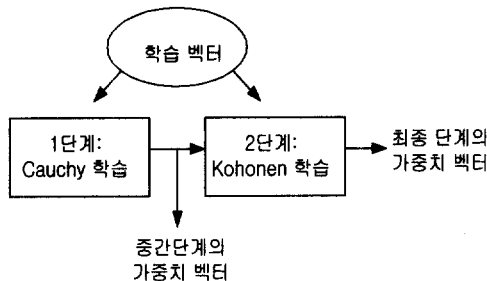 학습 벡터
1단계:
Cauchy 학습
2단계:
Kohonen 학습
최종 단계의
가중치 벡터
중간단계의
가중치 벡터